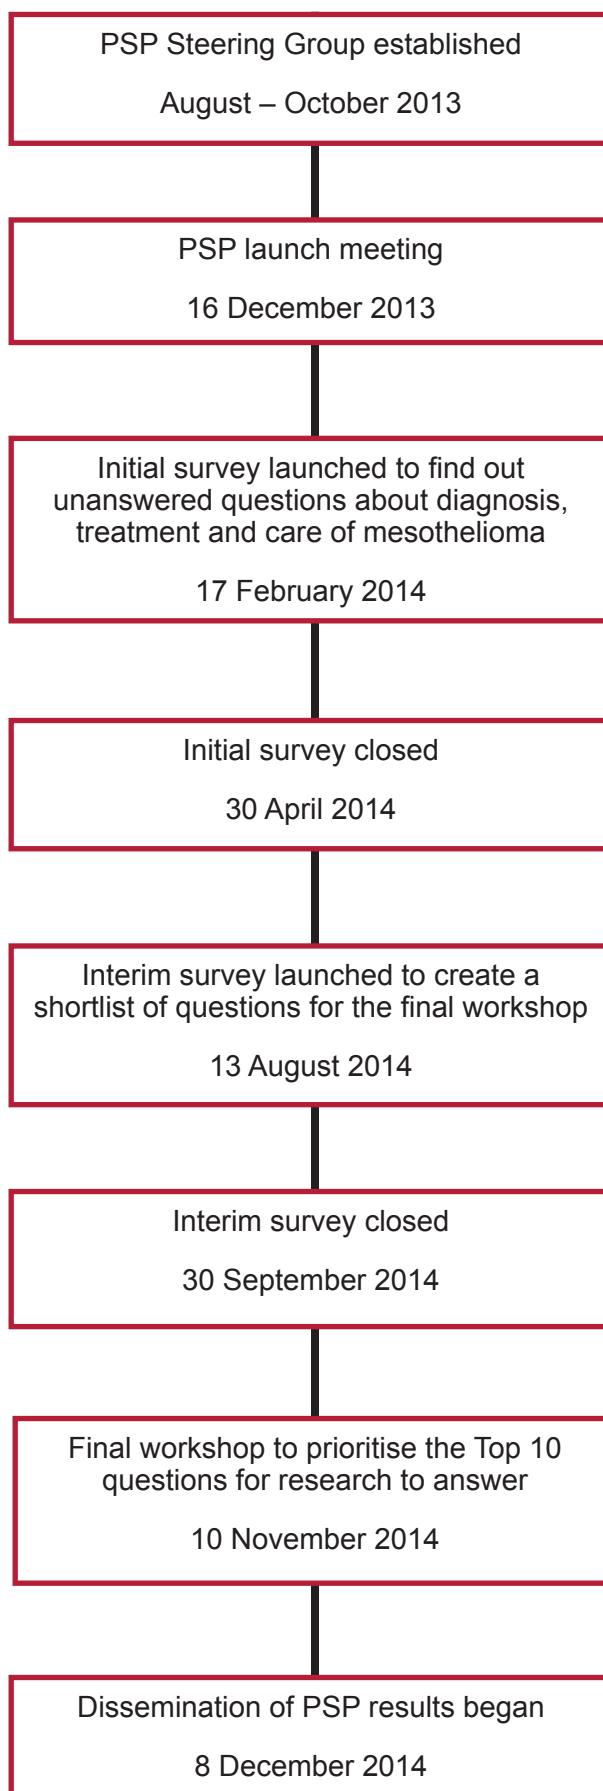 PSP Steering Group established
August – October 2013
PSP launch meeting
16 December 2013
Initial survey launched to find out
unanswered questions about diagnosis,
treatment and care of mesothelioma
17 February 2014
Initial survey closed
30 April 2014
Interim survey launched to create a
shortlist of questions for the final workshop
13 August 2014
Interim survey closed
30 September 2014
Final workshop to prioritise the Top 10
questions for research to answer
10 November 2014
Dissemination of PSP results began
8 December 2014